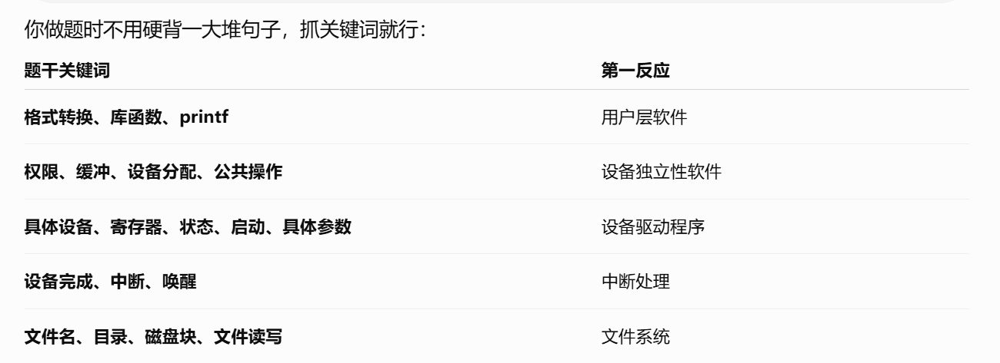 你做题时不用硬背一大堆句子，抓关键词就行：
题干关键词 第一反应
格式转换、库函数、printf 用户层软件
权限、缓冲、设备分配、公共操作 设备独立性软件
具体设备、寄存器、状态、启动、具体参数 设备驱动程序
设备完成、中断、唤醒 中断处理
文件名、目录、磁盘块、文件读写 文件系统